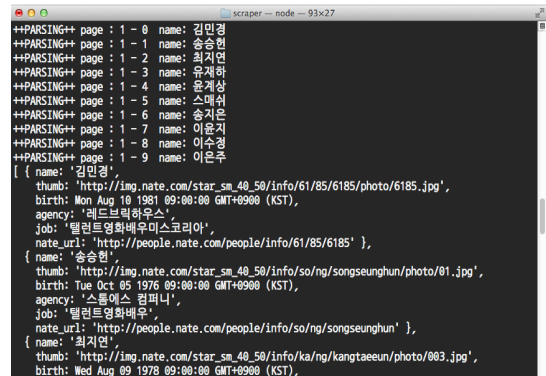 scraper — node — 93×27
++PARSING++ page : 1 - 0  name: 김민경
++PARSING++ page : 1 - 1  name: 송승헌
++PARSING++ page : 1 - 2  name: 최지연
++PARSING++ page : 1 - 3  name: 유재하
++PARSING++ page : 1 - 4  name: 윤계상
++PARSING++ page : 1 - 5  name: 스매쉬
++PARSING++ page : 1 - 6  name: 송지은
++PARSING++ page : 1 - 7  name: 이윤지
++PARSING++ page : 1 - 8  name: 이수정
++PARSING++ page : 1 - 9  name: 이은주
[ { name: '김민경',
thumb: 'http://img.nate.com/star_sm_40_50/info/61/85/6185/photo/6185.jpg',
birth: Mon Aug 10 1981 09:00:00 GMT+0900 (KST),
agency: '레드브릭하우스',
job: '탤런트영화배우미스코리아',
nate_url: 'http://people.nate.com/people/info/61/85/6185' },
{ name: '송승헌',
thumb: 'http://img.nate.com/star_sm_40_50/info/so/ng/songseunghun/photo/01.jpg',
birth: Tue Oct 05 1976 09:00:00 GMT+0900 (KST),
agency: '스톰에스 컴퍼니',
job: '탤런트영화배우',
nate_url: 'http://people.nate.com/people/info/so/ng/songseunghun' },
{ name: '최지연',
thumb: 'http://img.nate.com/star_sm_40_50/info/ka/ng/kangtaeeun/photo/003.jpg',
birth: Wed Aug 09 1978 09:00:00 GMT+0900 (KST),